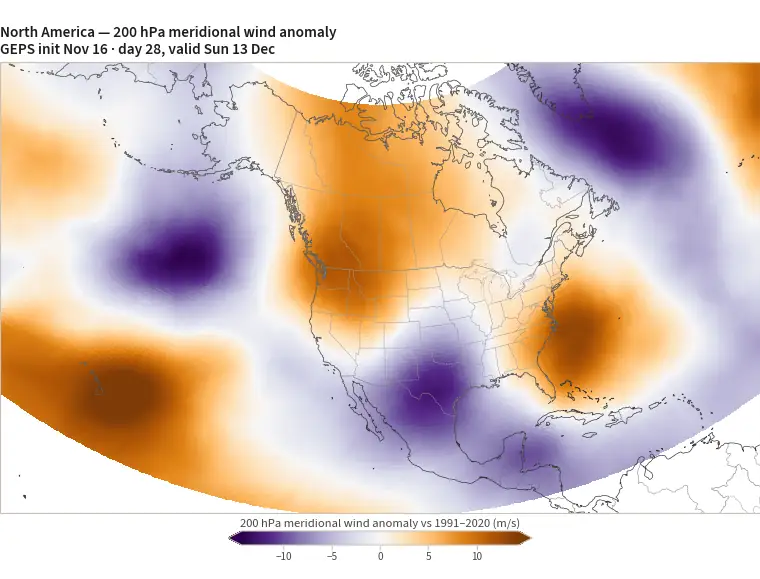 North America — 200 hPa meridional wind anomaly
GEPS init Nov 16 · day 28, valid Sun 13 Dec
200 hPa meridional wind anomaly vs 1991–2020 (m/s)
−10 −5 0 5 10